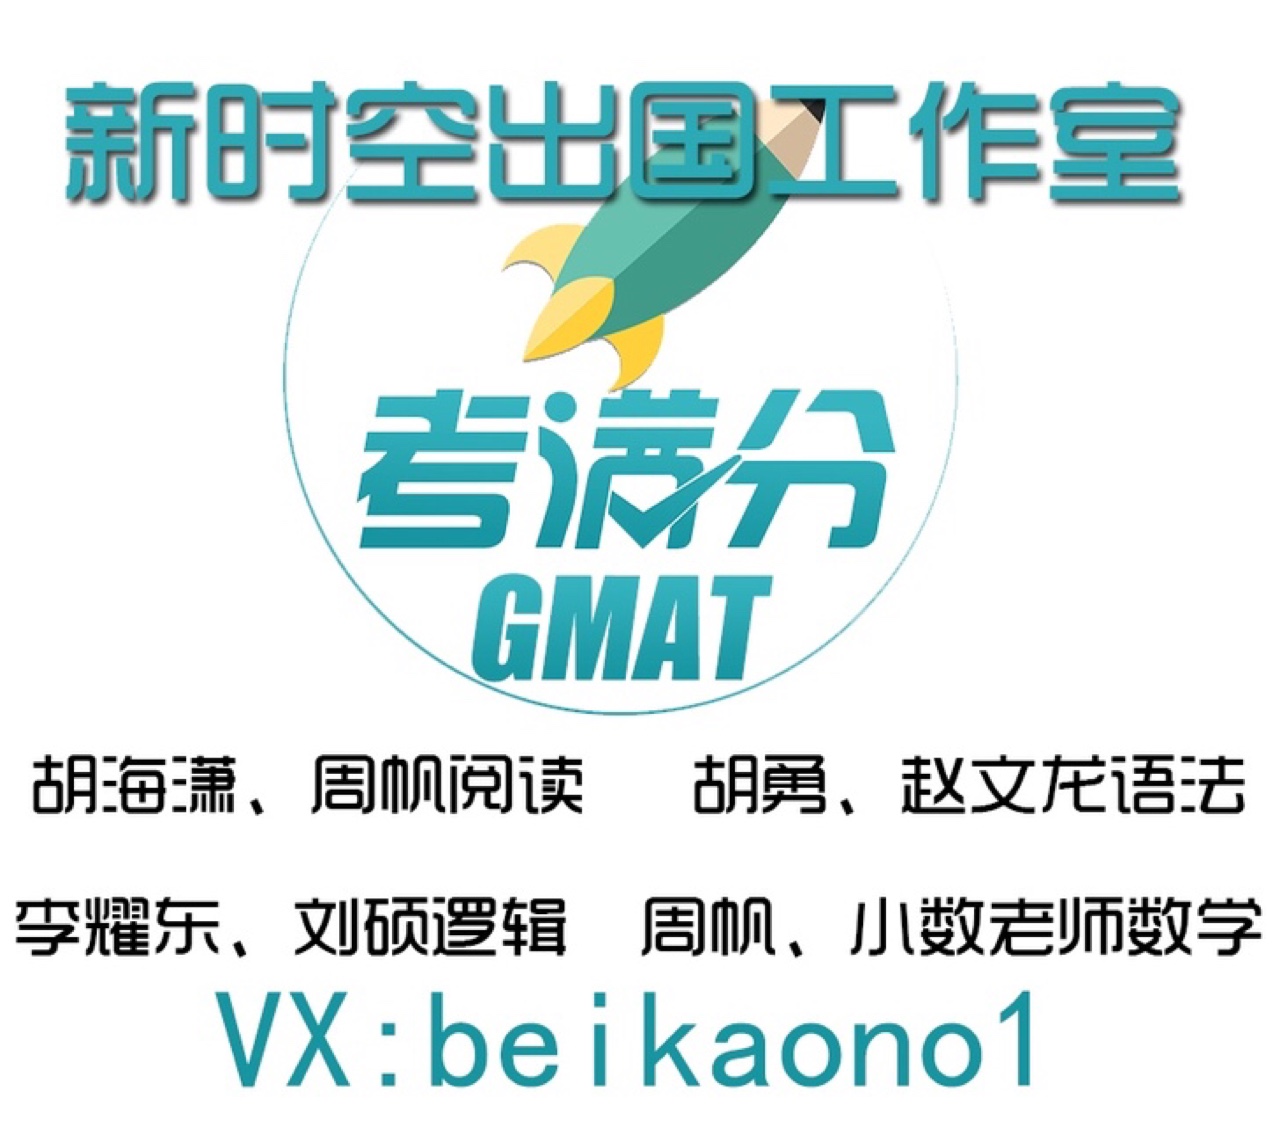 新时空出国工作室
考满分
GMAT
胡海潇、周帆阅读 胡勇、赵文龙语法
李耀东、刘硕逻辑 周帆、小数老师数学
VX:beikaono1